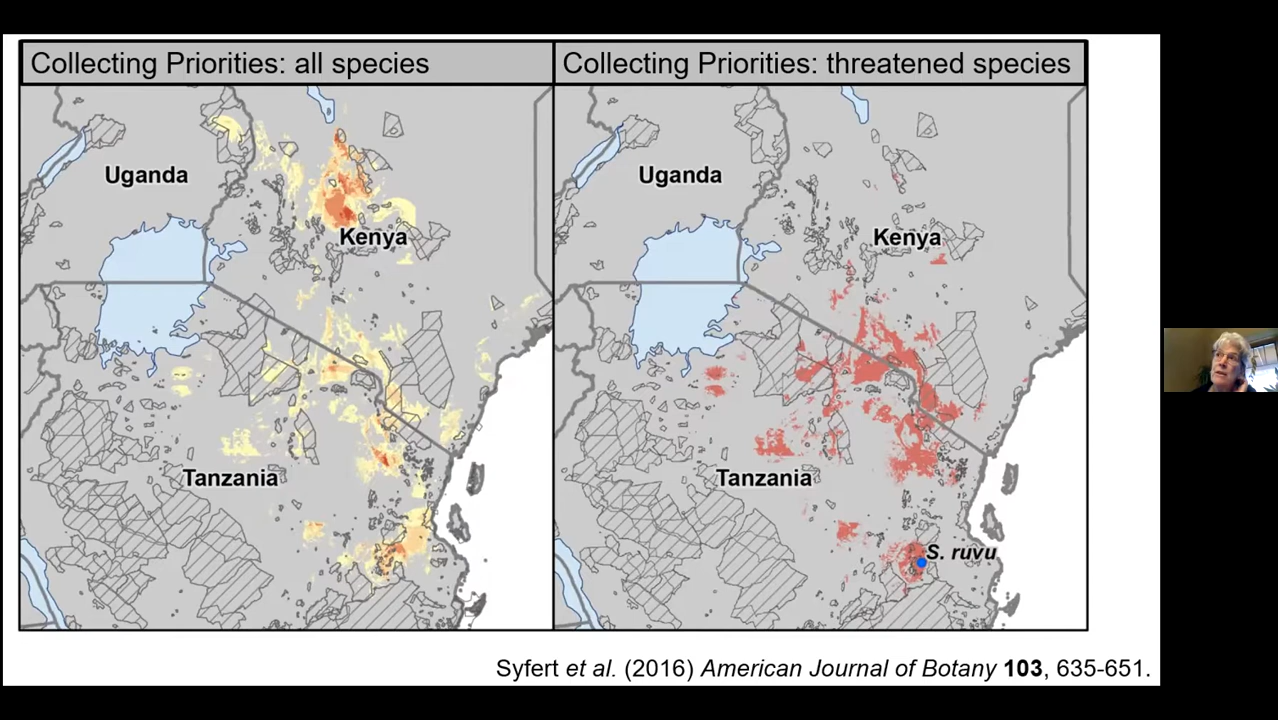 Collecting Priorities: all species
Collecting Priorities: threatened species
Uganda
Kenya
Tanzania
Uganda
Kenya
Tanzania
S. ruvu
Syfert et al. (2016) American Journal of Botany 103, 635-651.